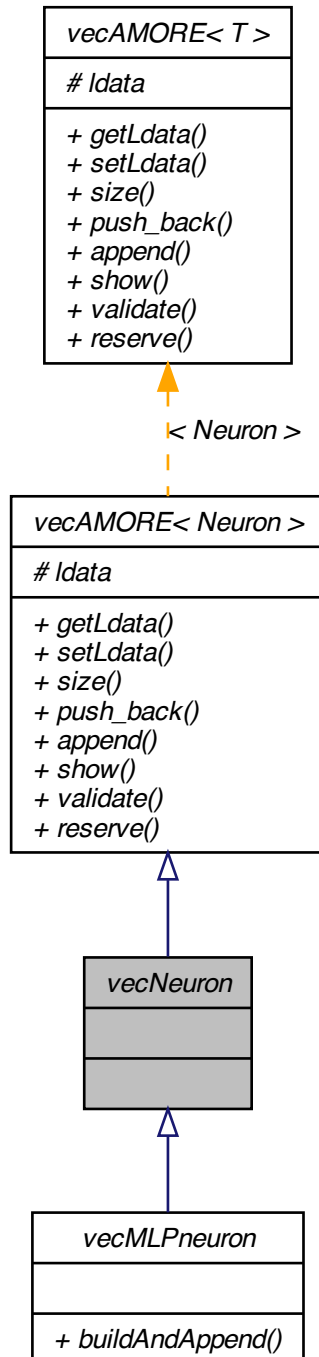 vecAMORE< T >
# ldata
+ getLdata()
+ setLdata()
+ size()
+ push_back()
+ append()
+ show()
+ validate()
+ reserve()
< Neuron >
vecAMORE< Neuron >
# ldata
+ getLdata()
+ setLdata()
+ size()
+ push_back()
+ append()
+ show()
+ validate()
+ reserve()
vecNeuron
vecMLPneuron
+ buildAndAppend()